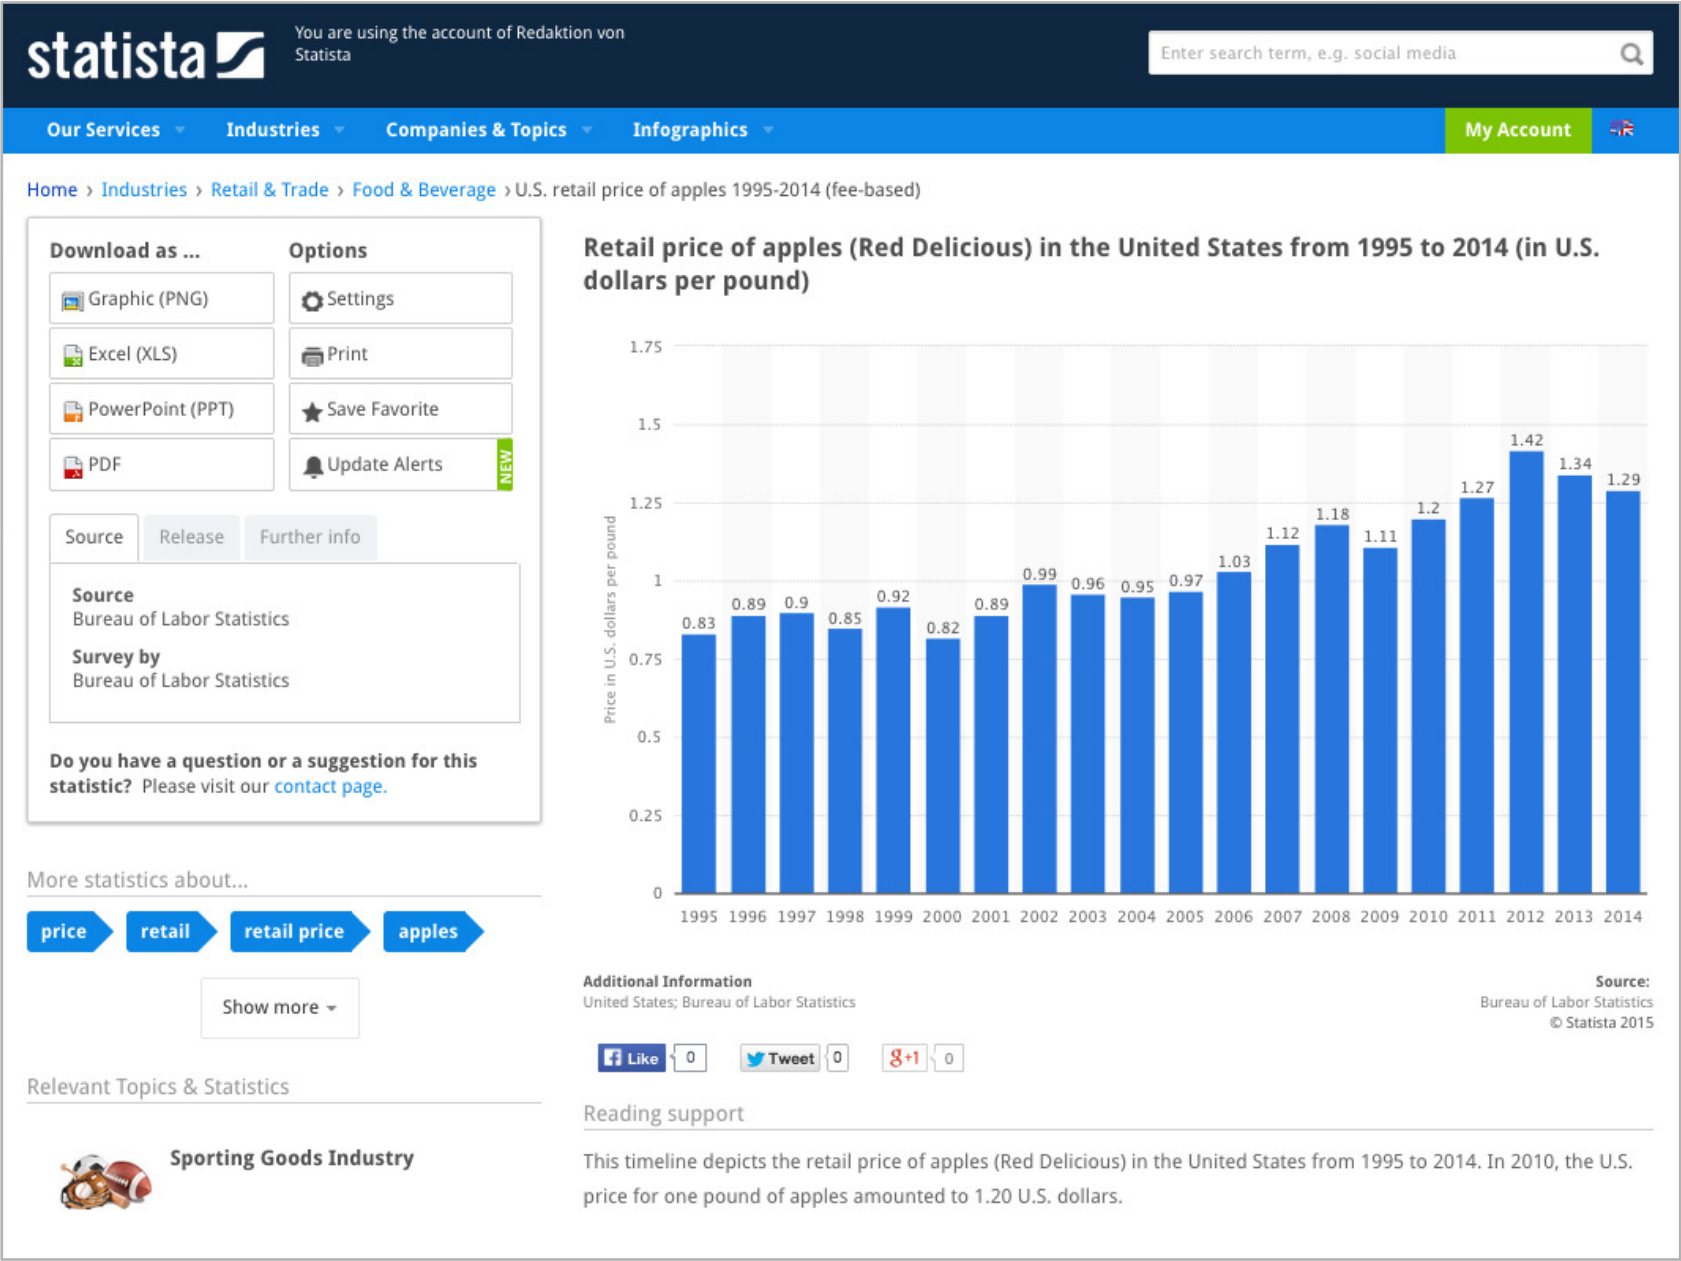 statista
You are using the account of Redaktion von
Statista
Enter search term, e.g. social media
Our Services
Industries
Companies & Topics
Infographics
My Account
Home › Industries › Retail & Trade › Food & Beverage › U.S. retail price of apples 1995-2014 (fee-based)
Download as ...
Options
Graphic (PNG)
Settings
Excel (XLS)
Print
PowerPoint (PPT)
Save Favorite
PDF
Update Alerts
NEW
Source
Release
Further info
Source
Bureau of Labor Statistics
Survey by
Bureau of Labor Statistics
Do you have a question or a suggestion for this
statistic? Please visit our contact page.
More statistics about...
price
retail
retail price
apples
Show more
Relevant Topics & Statistics
Sporting Goods Industry
Retail price of apples (Red Delicious) in the United States from 1995 to 2014 (in U.S.
dollars per pound)
Price in U.S. dollars per pound
1.75
1.5
1.25
1
0.75
0.5
0.25
0
0.83
0.89
0.9
0.85
0.92
0.82
0.89
0.99
0.96
0.95
0.97
1.03
1.12
1.18
1.11
1.2
1.27
1.42
1.34
1.29
1995 1996 1997 1998 1999 2000 2001 2002 2003 2004 2005 2006 2007 2008 2009 2010 2011 2012 2013 2014
Additional Information
United States; Bureau of Labor Statistics
Source:
Bureau of Labor Statistics
© Statista 2015
f Like 0
Tweet 0
g+1 0
Reading support
This timeline depicts the retail price of apples (Red Delicious) in the United States from 1995 to 2014. In 2010, the U.S.
price for one pound of apples amounted to 1.20 U.S. dollars.